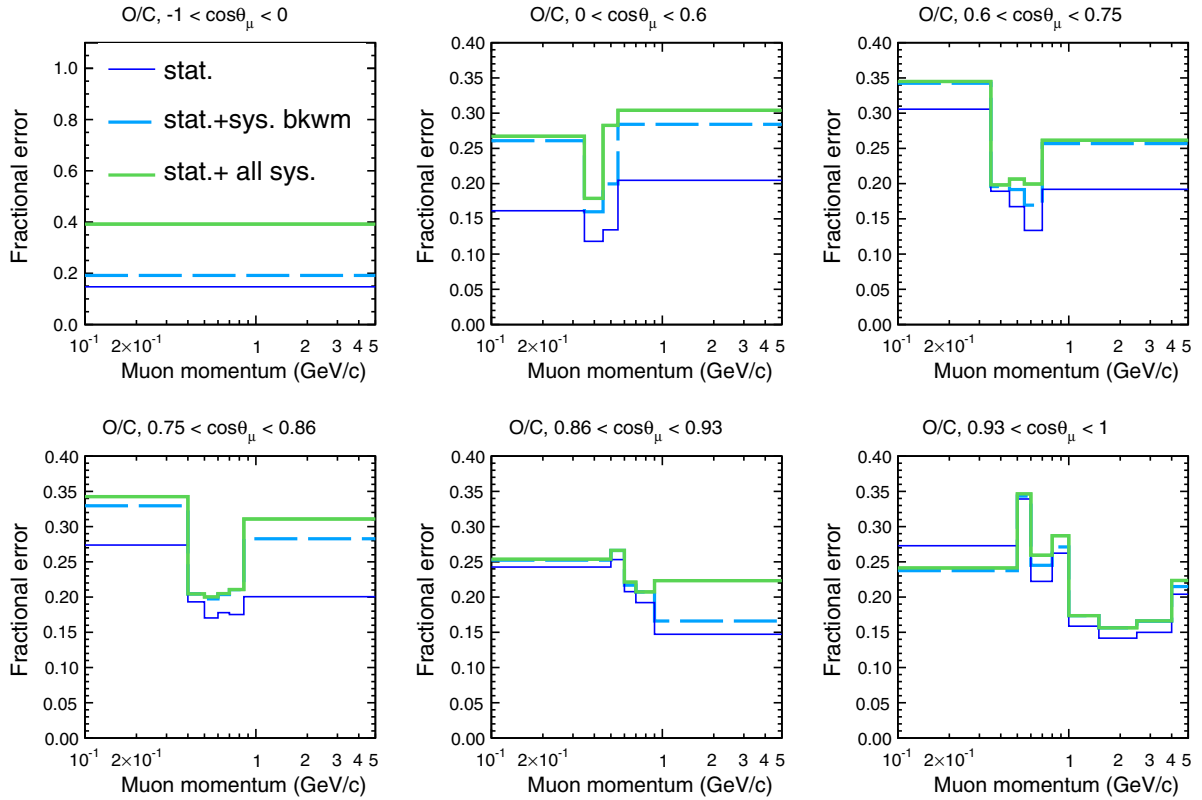 O/C, -1 < cosθμ < 0
Fractional error
1.0
0.8
0.6
0.4
0.2
0.0
stat.
stat.+sys. bkwm
stat.+ all sys.
10⁻¹ 2×10⁻¹ 1 2 3 4 5
Muon momentum (GeV/c)
O/C, 0 < cosθμ < 0.6
Fractional error
0.40
0.35
0.30
0.25
0.20
0.15
0.10
0.05
0.00
10⁻¹ 2×10⁻¹ 1 2 3 4 5
Muon momentum (GeV/c)
O/C, 0.6 < cosθμ < 0.75
Fractional error
0.40
0.35
0.30
0.25
0.20
0.15
0.10
0.05
0.00
10⁻¹ 2×10⁻¹ 1 2 3 4 5
Muon momentum (GeV/c)
O/C, 0.75 < cosθμ < 0.86
Fractional error
0.40
0.35
0.30
0.25
0.20
0.15
0.10
0.05
0.00
10⁻¹ 2×10⁻¹ 1 2 3 4 5
Muon momentum (GeV/c)
O/C, 0.86 < cosθμ < 0.93
Fractional error
0.40
0.35
0.30
0.25
0.20
0.15
0.10
0.05
0.00
10⁻¹ 2×10⁻¹ 1 2 3 4 5
Muon momentum (GeV/c)
O/C, 0.93 < cosθμ < 1
Fractional error
0.40
0.35
0.30
0.25
0.20
0.15
0.10
0.05
0.00
10⁻¹ 2×10⁻¹ 1 2 3 4 5
Muon momentum (GeV/c)